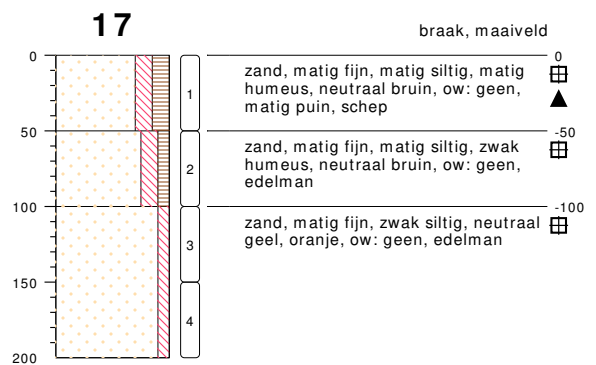 17
braak, maaiveld
0
0
zand, matig fijn, matig siltig, matig
humeus, neutraal bruin, ow: geen,
matig puin, schep
1
50
-50
zand, matig fijn, matig siltig, zwak
humeus, neutraal bruin, ow: geen,
edelman
2
100
-100
zand, matig fijn, zwak siltig, neutraal
geel, oranje, ow: geen, edelman
3
150
4
200